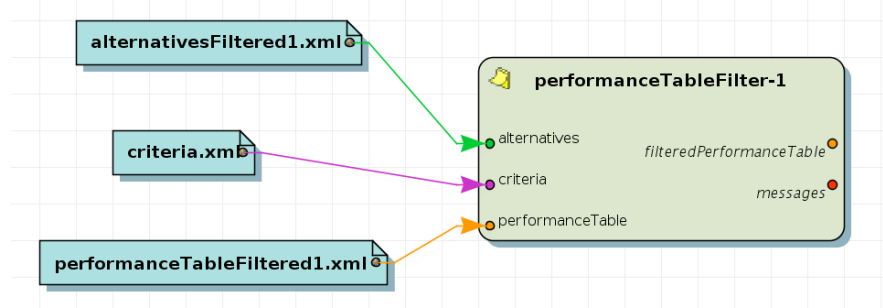 alternativesFiltered1.xml
criteria.xml
performanceTableFiltered1.xml
performanceTableFilter-1
alternatives
criteria
performanceTable
filteredPerformanceTable
messages